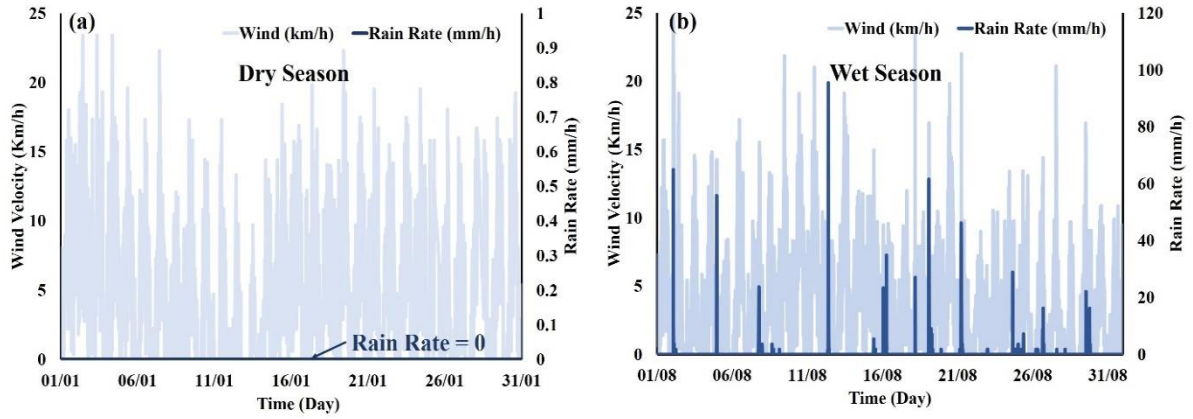 (a)
Wind (km/h)
Rain Rate (mm/h)
Dry Season
Wind Velocity (Km/h)
25
20
15
10
5
0
1
0.9
0.8
0.7
0.6
0.5
0.4
0.3
0.2
0.1
0
Rain Rate (mm/h)
Rain Rate = 0
01/01 06/01 11/01 16/01 21/01 26/01 31/01
Time (Day)
(b)
Wind (km/h)
Rain Rate (mm/h)
Wet Season
Wind Velocity (Km/h)
25
20
15
10
5
0
120
100
80
60
40
20
0
Rain Rate (mm/h)
01/08 06/08 11/08 16/08 21/08 26/08 31/08
Time (Day)